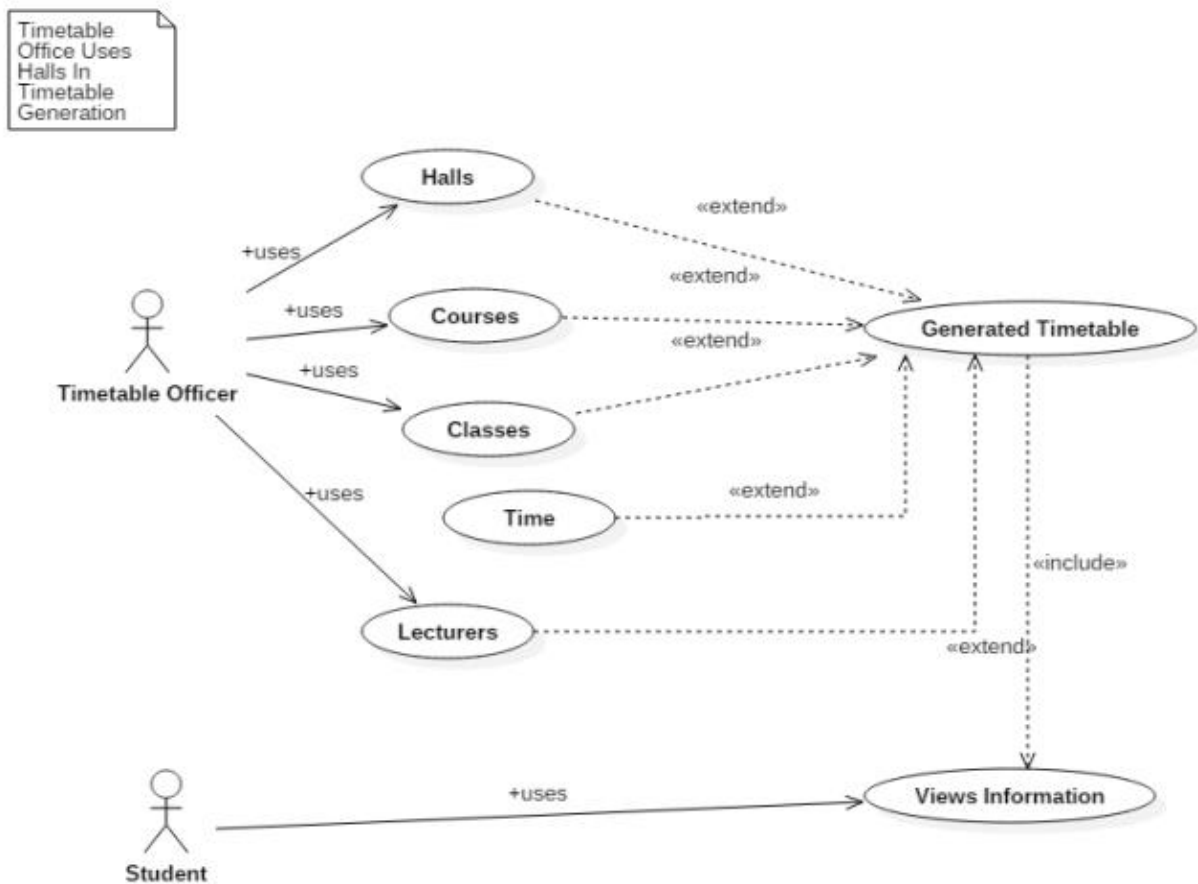 Timetable
Office Uses
Halls In
Timetable
Generation
Halls
«extend»
+uses
«extend»
Courses
+uses
Generated Timetable
«extend»
+uses
Timetable Officer
Classes
+uses
«extend»
Time
«include»
Lecturers
«extend»
+uses
Views Information
Student